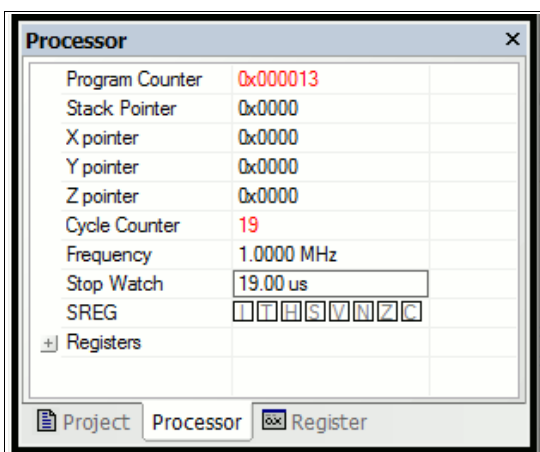 Processor ×
Program Counter 0x000013
Stack Pointer 0x0000
X pointer 0x0000
Y pointer 0x0000
Z pointer 0x0000
Cycle Counter 19
Frequency 1.0000 MHz
Stop Watch 19.00 us
SREG I T H S V N Z C
+ Registers
Project Processor Register